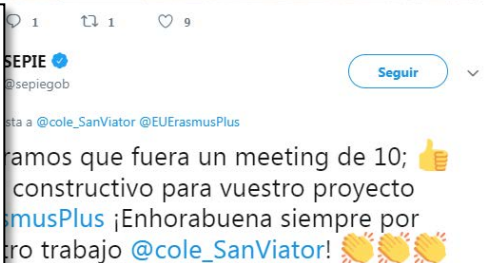 1 1 9
SEPIE
@sepiegob
Seguir
sta a @cole_SanViator @EUErasmusPlus
ramos que fuera un meeting de 10; 👍
constructivo para vuestro proyecto
smusPlus ¡Enhorabuena siempre por
tro trabajo @cole_SanViator! 👏👏👏